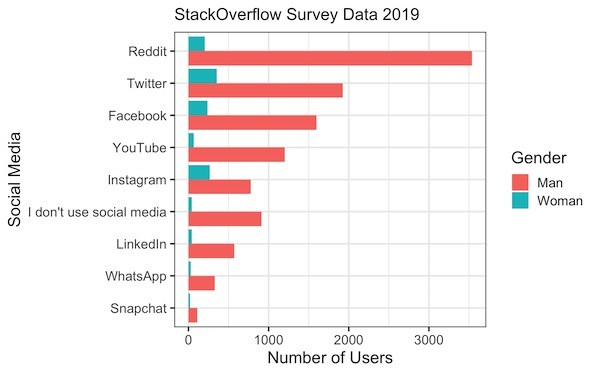 StackOverflow Survey Data 2019
Reddit
Twitter
Facebook
YouTube
Instagram
I don't use social media
LinkedIn
WhatsApp
Snapchat
Social Media
0 1000 2000 3000
Number of Users
Gender
Man
Woman